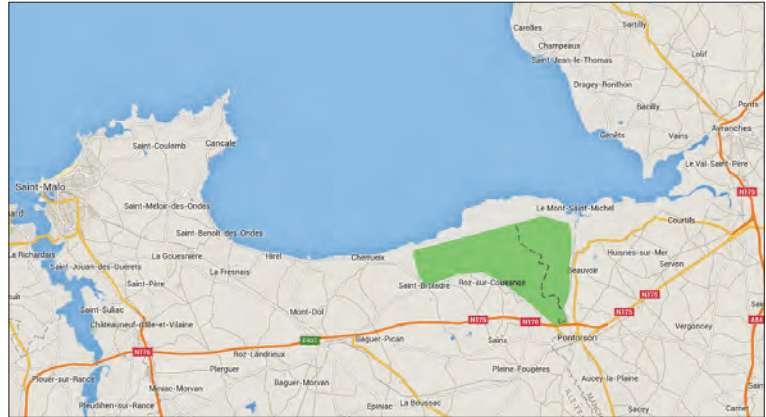 Carolles
Sartilly
Champeaux
Saint-Jean-le-Thomas
Lolif
Dragey-Ronthon
Bacilly
Ponts
Genêts
Vains
Avranches
Saint-Coulomb
Cancale
Le Val-Saint-Père
Saint-Malo
N175
Saint-Méloir-des-Ondes
Le Mont-Saint-Michel
Courtils
Saint-Benoît-des-Ondes
La Richardais
La Gouesnière
Hirel
Cherrueix
Huisnes-sur-Mer
Servon
Saint-Jouan-des-Guérets
La Fresnais
Beauvoir
Saint-Père
Saint-Broladre
Roz-sur-Couesnon
N175
Saint-Suliac
Mont-Dol
N175
Châteauneuf-d'Ille-et-Vilaine
N176
N176
A84
Vergoncey
E401
Baguer-Pican
Sains
Pontorson
N176
Roz-Landrieux
Plerguer
Pleine-Fougères
Plouër-sur-Rance
Miniac-Morvan
Baguer-Morvan
Aucey-la-Plaine
Pleudihen-sur-Rance
Epiniac
La Boussac
Sacey
MANCHE